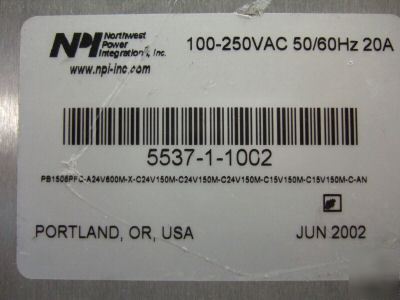 NPI Northwest Power Integrations, Inc.
www.npi-inc.com
100-250VAC 50/60Hz 20A
5537-1-1002
PB1506PFC-A24V600M-X-C24V150M-C24V150M-C24V150M-C15V150M-C15V150M-C-AN
PORTLAND, OR, USA
JUN 2002